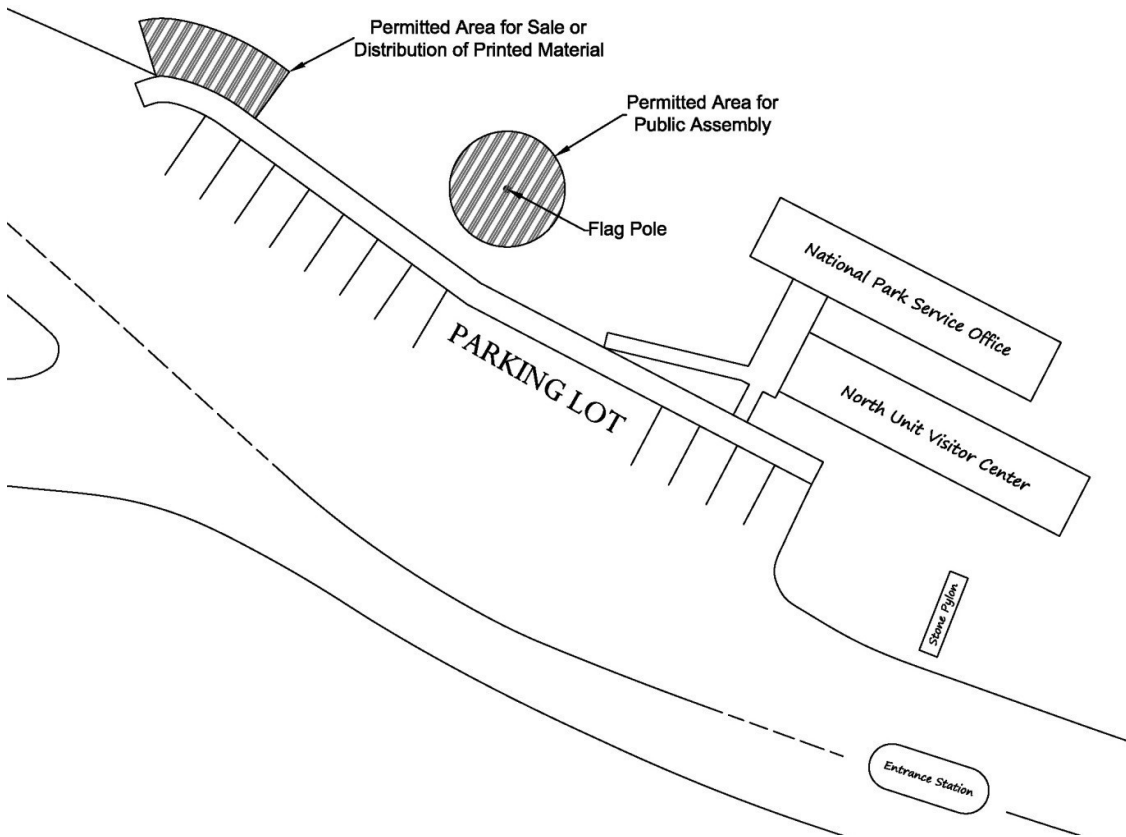 Permitted Area for Sale or
Distribution of Printed Material
Permitted Area for
Public Assembly
Flag Pole
National Park Service Office
North Unit Visitor Center
PARKING LOT
Stone Pylon
Entrance Station